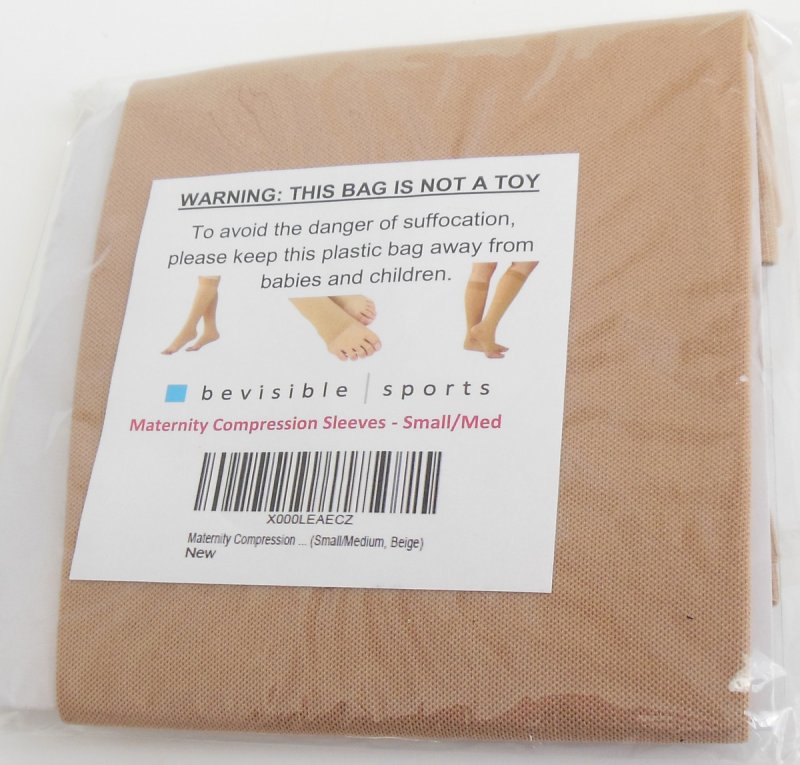 WARNING: THIS BAG IS NOT A TOY
To avoid the danger of suffocation,
please keep this plastic bag away from
babies and children.
bevisible | sports
Maternity Compression Sleeves - Small/Med
X000LEAECZ
Maternity Compression ... (Small/Medium, Beige)
New